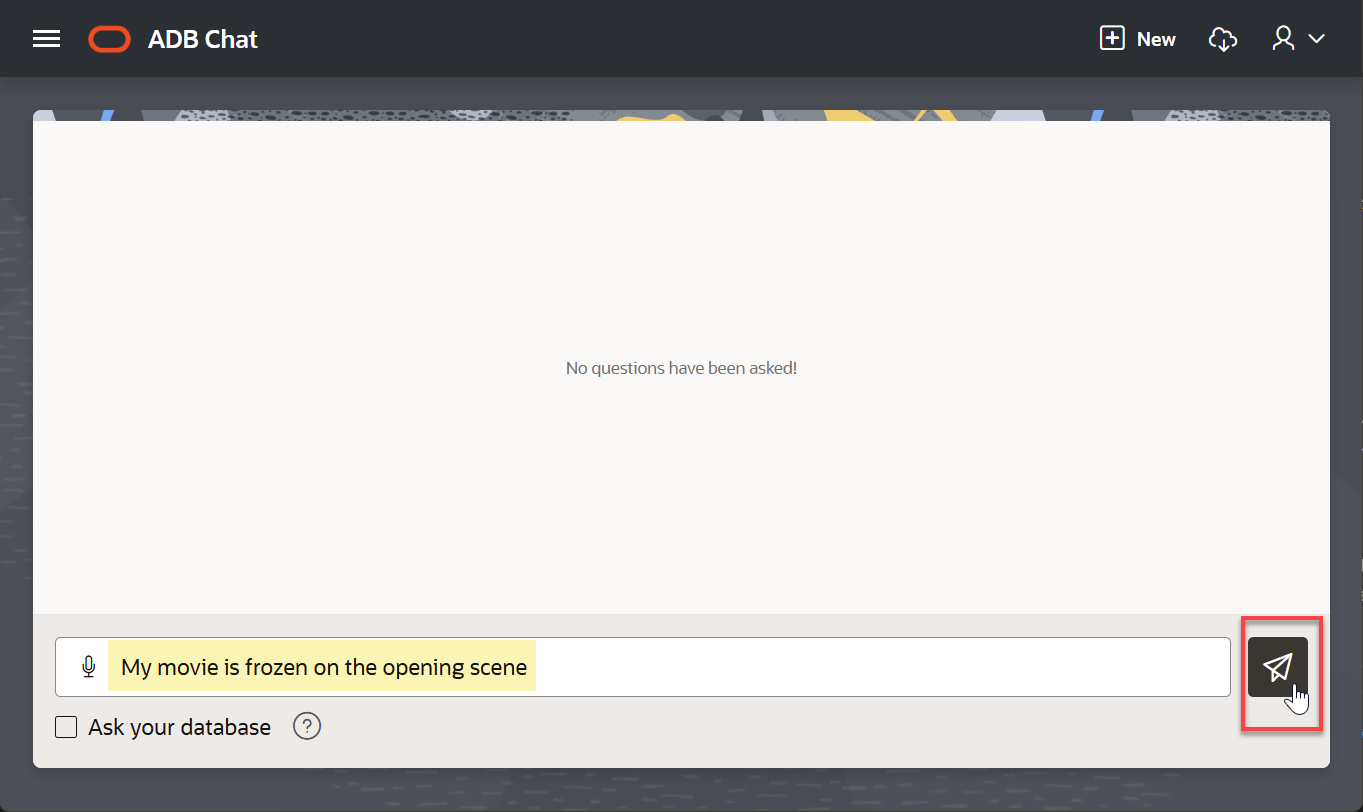 ADB Chat
New
No questions have been asked!
My movie is frozen on the opening scene
Ask your database ?